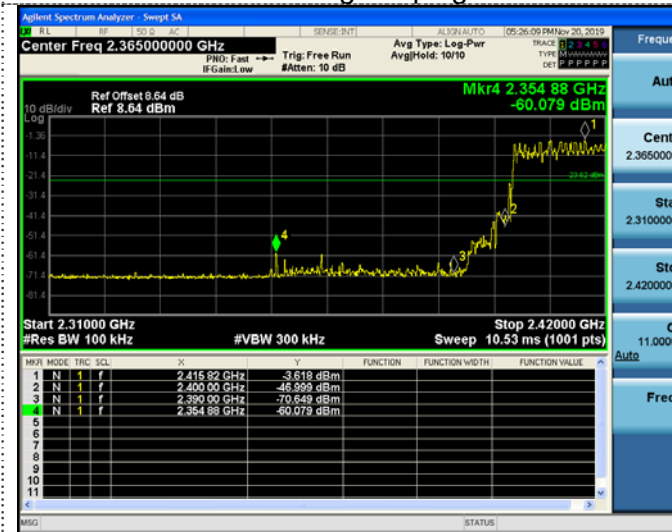 Agilent Spectrum Analyzer - Swept SA
RL RF 50 Ω AC SENSE:INT ALIGNAUTO 05:26:09 PM Nov 20, 2019
Center Freq 2.365000000 GHz
PNO: Fast
IFGain:Low
Trig: Free Run
#Atten: 10 dB
Avg Type: Log-Pwr
Avg|Hold: 10/10
TRACE 1 2 3 4 5 6
TYPE
DET P P P P P P
Mkr4 2.354 88 GHz
-60.079 dBm
Ref Offset 8.64 dB
10 dB/div Ref 8.64 dBm
Log
-1.36
-11.4
-21.4
-31.4
-41.4
-51.4
-61.4
-71.4
-81.4
1
2
3
4
-23.62 dBm
Start 2.31000 GHz
Stop 2.42000 GHz
#Res BW 100 kHz
#VBW 300 kHz
Sweep 10.53 ms (1001 pts)
MKR MODE TRC SCL X Y FUNCTION FUNCTION WIDTH FUNCTION VALUE
1 N 1 f 2.415 82 GHz -3.618 dBm
2 N 1 f 2.400 00 GHz -46.999 dBm
3 N 1 f 2.390 00 GHz -70.649 dBm
4 N 1 f 2.354 88 GHz -60.079 dBm
5
6
7
8
9
10
11
MSG STATUS
Freque
Aut
Cent
2.365000
Sta
2.310000
Sto
2.420000
11.000
Auto
Fre